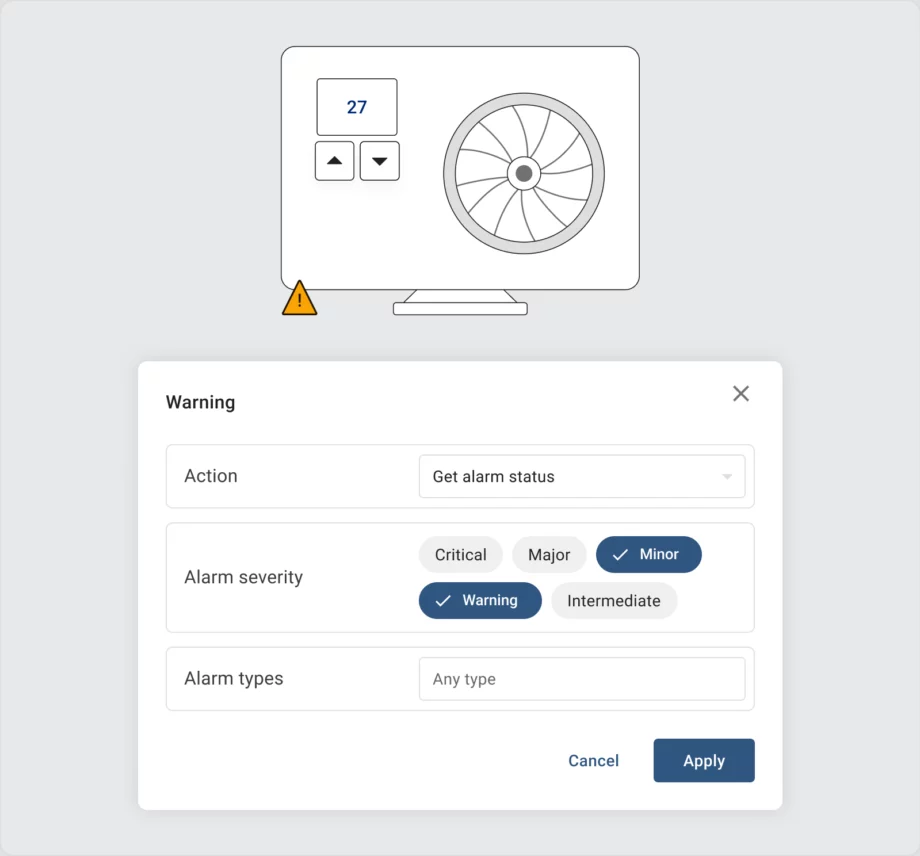 27
!
Warning
Action
Get alarm status
Alarm severity
Critical Major Minor
Warning Intermediate
Alarm types
Any type
Cancel Apply